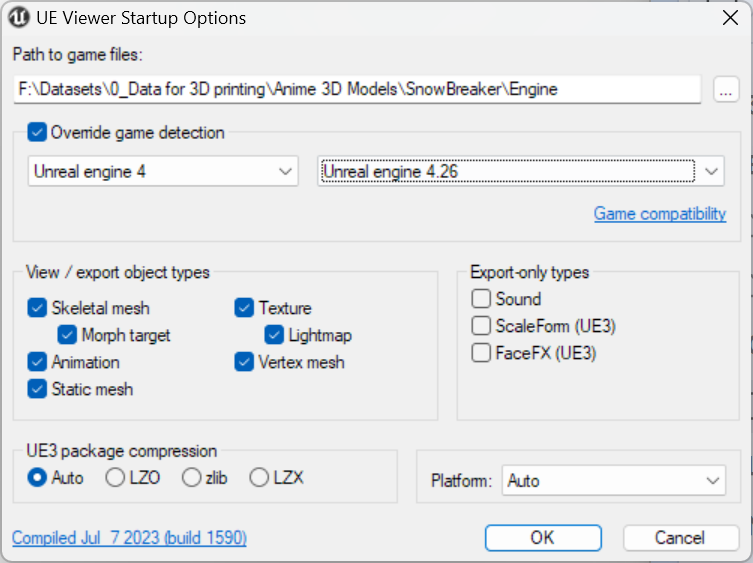 UE Viewer Startup Options
Path to game files:
F:\Datasets\0_Data for 3D printing\Anime 3D Models\SnowBreaker\Engine
...
Override game detection
Unreal engine 4
Unreal engine 4.26
Game compatibility
View / export object types
Export-only types
Skeletal mesh
Texture
Sound
Morph target
Lightmap
ScaleForm (UE3)
Animation
Vertex mesh
FaceFX (UE3)
Static mesh
UE3 package compression
Auto
LZO
zlib
LZX
Platform:
Auto
Compiled Jul  7 2023 (build 1590)
OK
Cancel